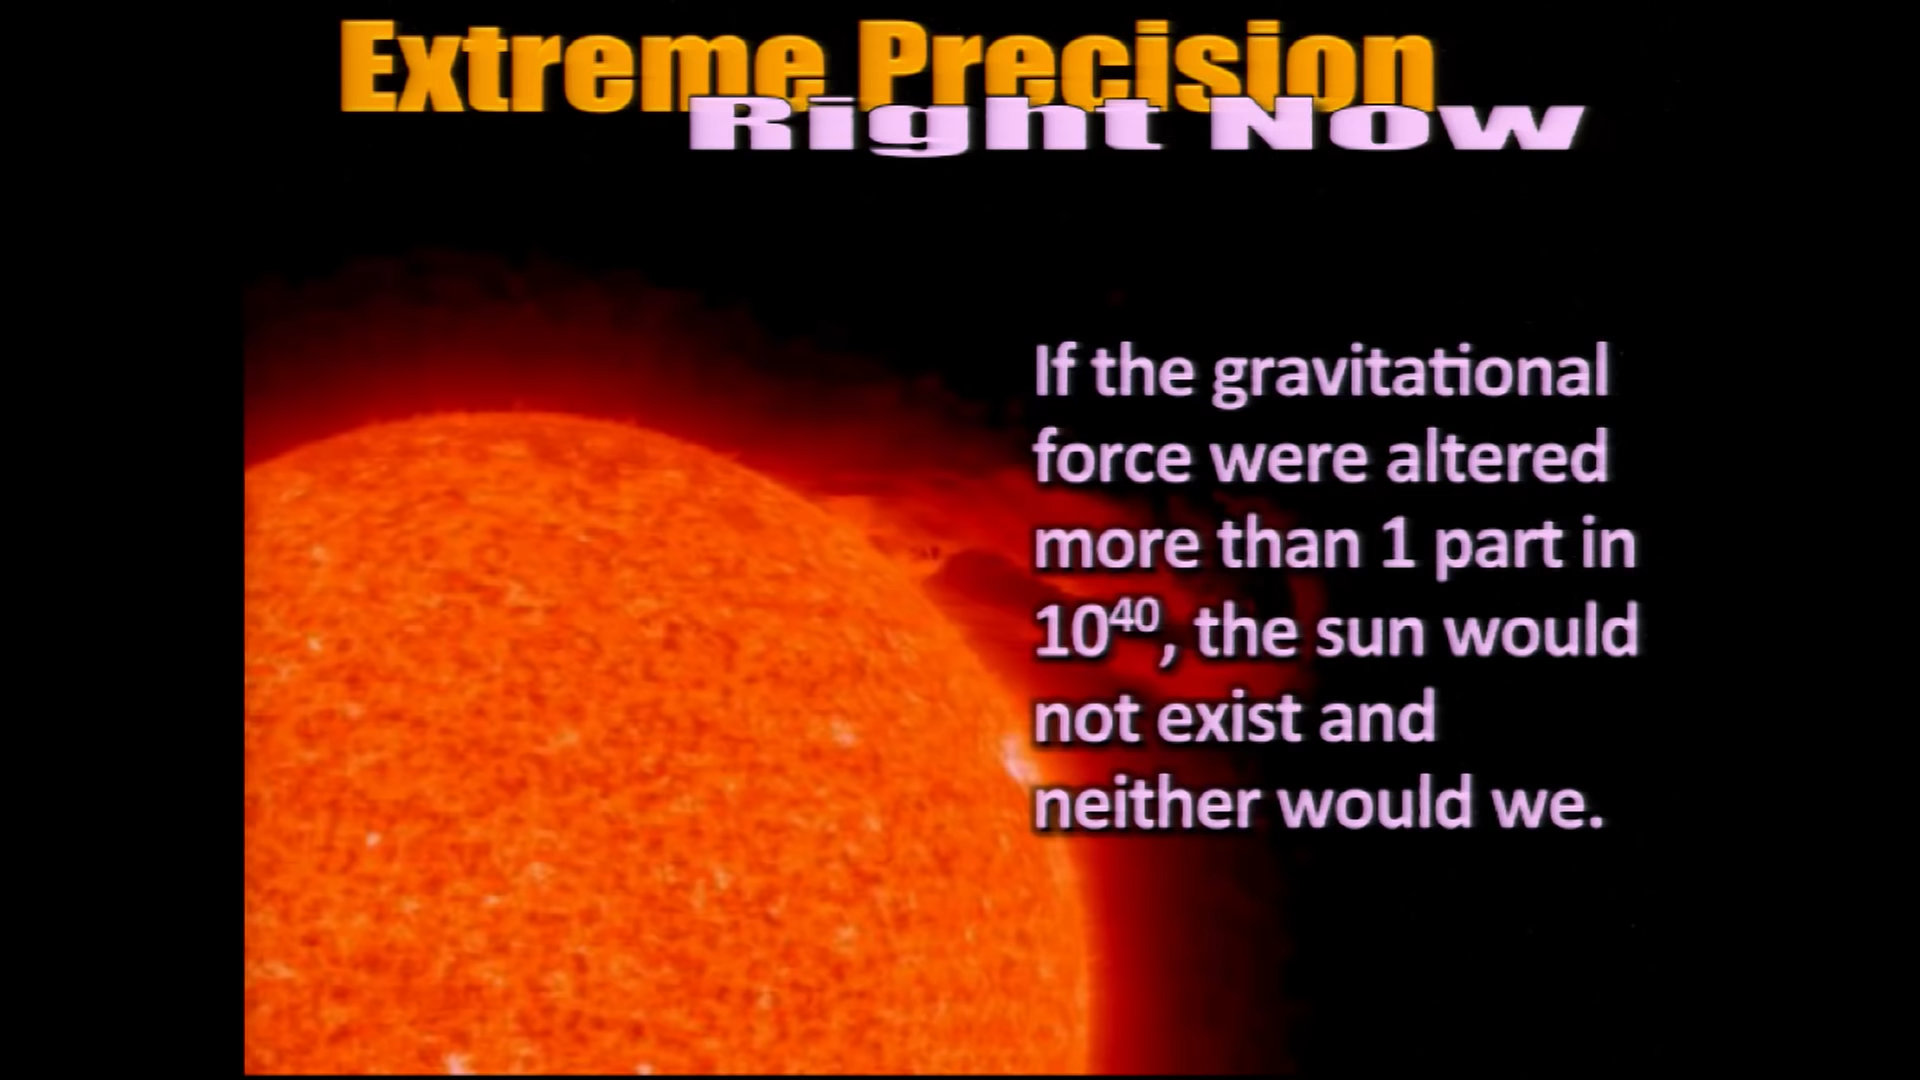 Extreme Precision
Right Now
If the gravitational
force were altered
more than 1 part in
10⁴⁰, the sun would
not exist and
neither would we.